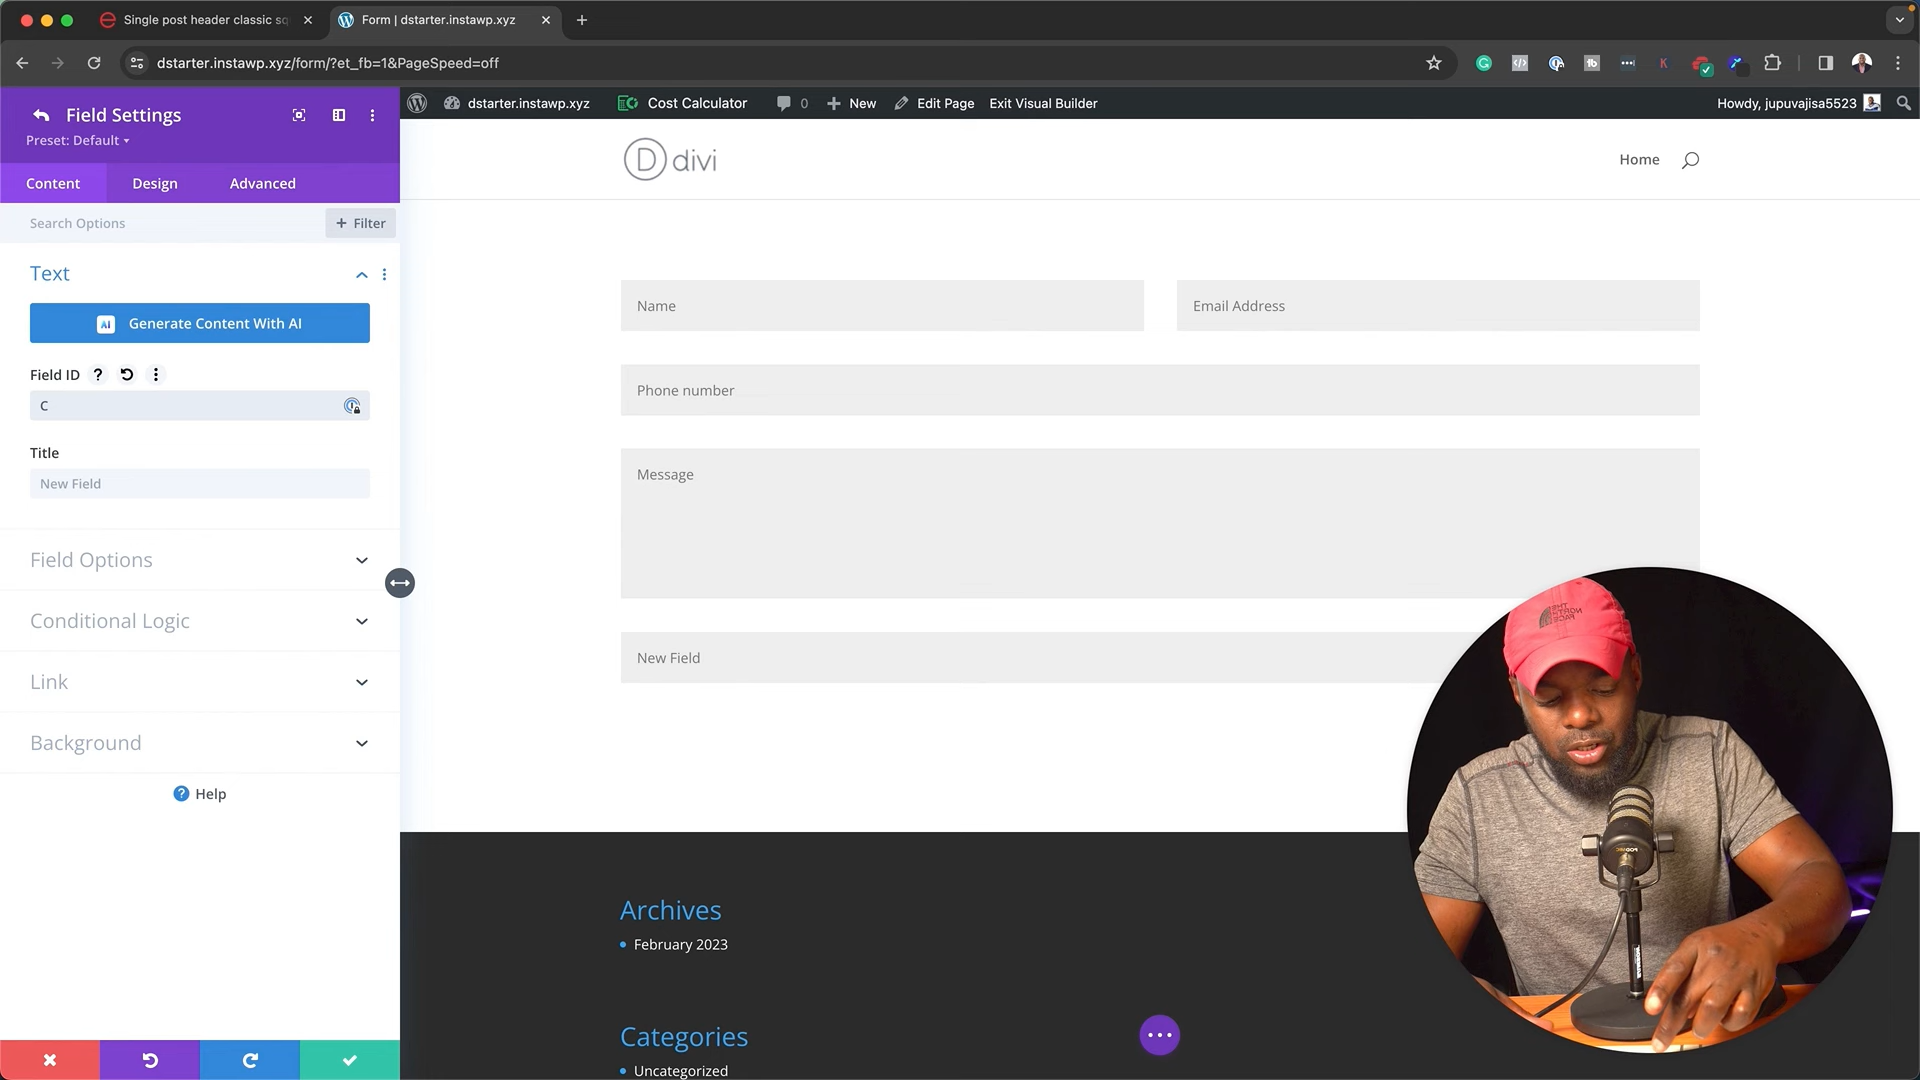 Single post header classic sq
Form | dstarter.instawp.xyz
dstarter.instawp.xyz/form/?et_fb=1&PageSpeed=off
Field Settings
Preset: Default
Content
Design
Advanced
Search Options
+ Filter
Text
AI Generate Content With AI
Field ID
C
Title
New Field
Field Options
Conditional Logic
Link
Background
Help
dstarter.instawp.xyz
Cost Calculator
0
New
Edit Page
Exit Visual Builder
Howdy, jupuvajisa5523
D divi
Home
Name
Email Address
Phone number
Message
New Field
Archives
February 2023
Categories
Uncategorized